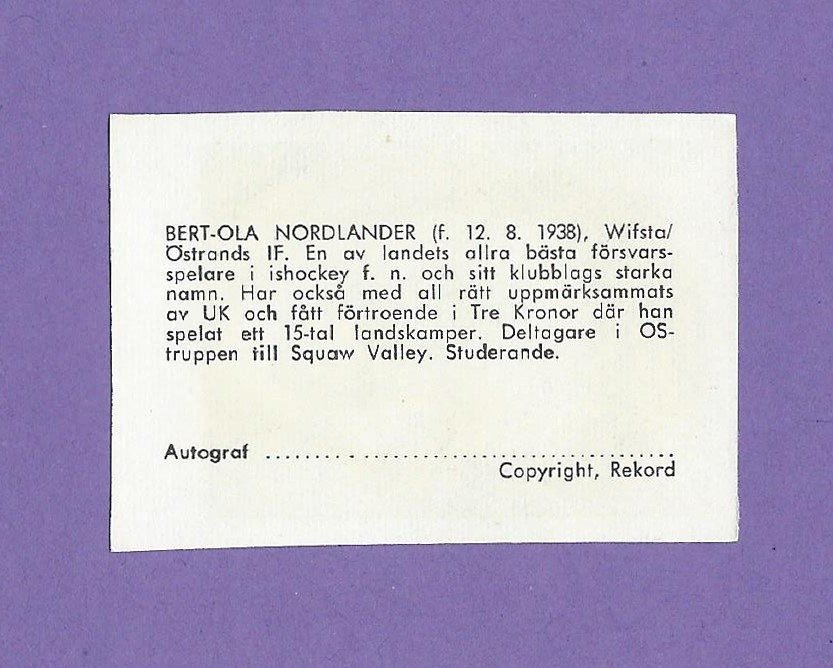 BERT-OLA NORDLANDER (f. 12. 8. 1938), Wifsta/
Östrands IF. En av landets allra bästa försvars-
spelare i ishockey f. n. och sitt klubblags starka
namn. Har också med all rätt uppmärksammats
av UK och fått förtroende i Tre Kronor där han
spelat ett 15-tal landskamper. Deltagare i OS-
truppen till Squaw Valley. Studerande.
Autograf ........................................
Copyright, Rekord